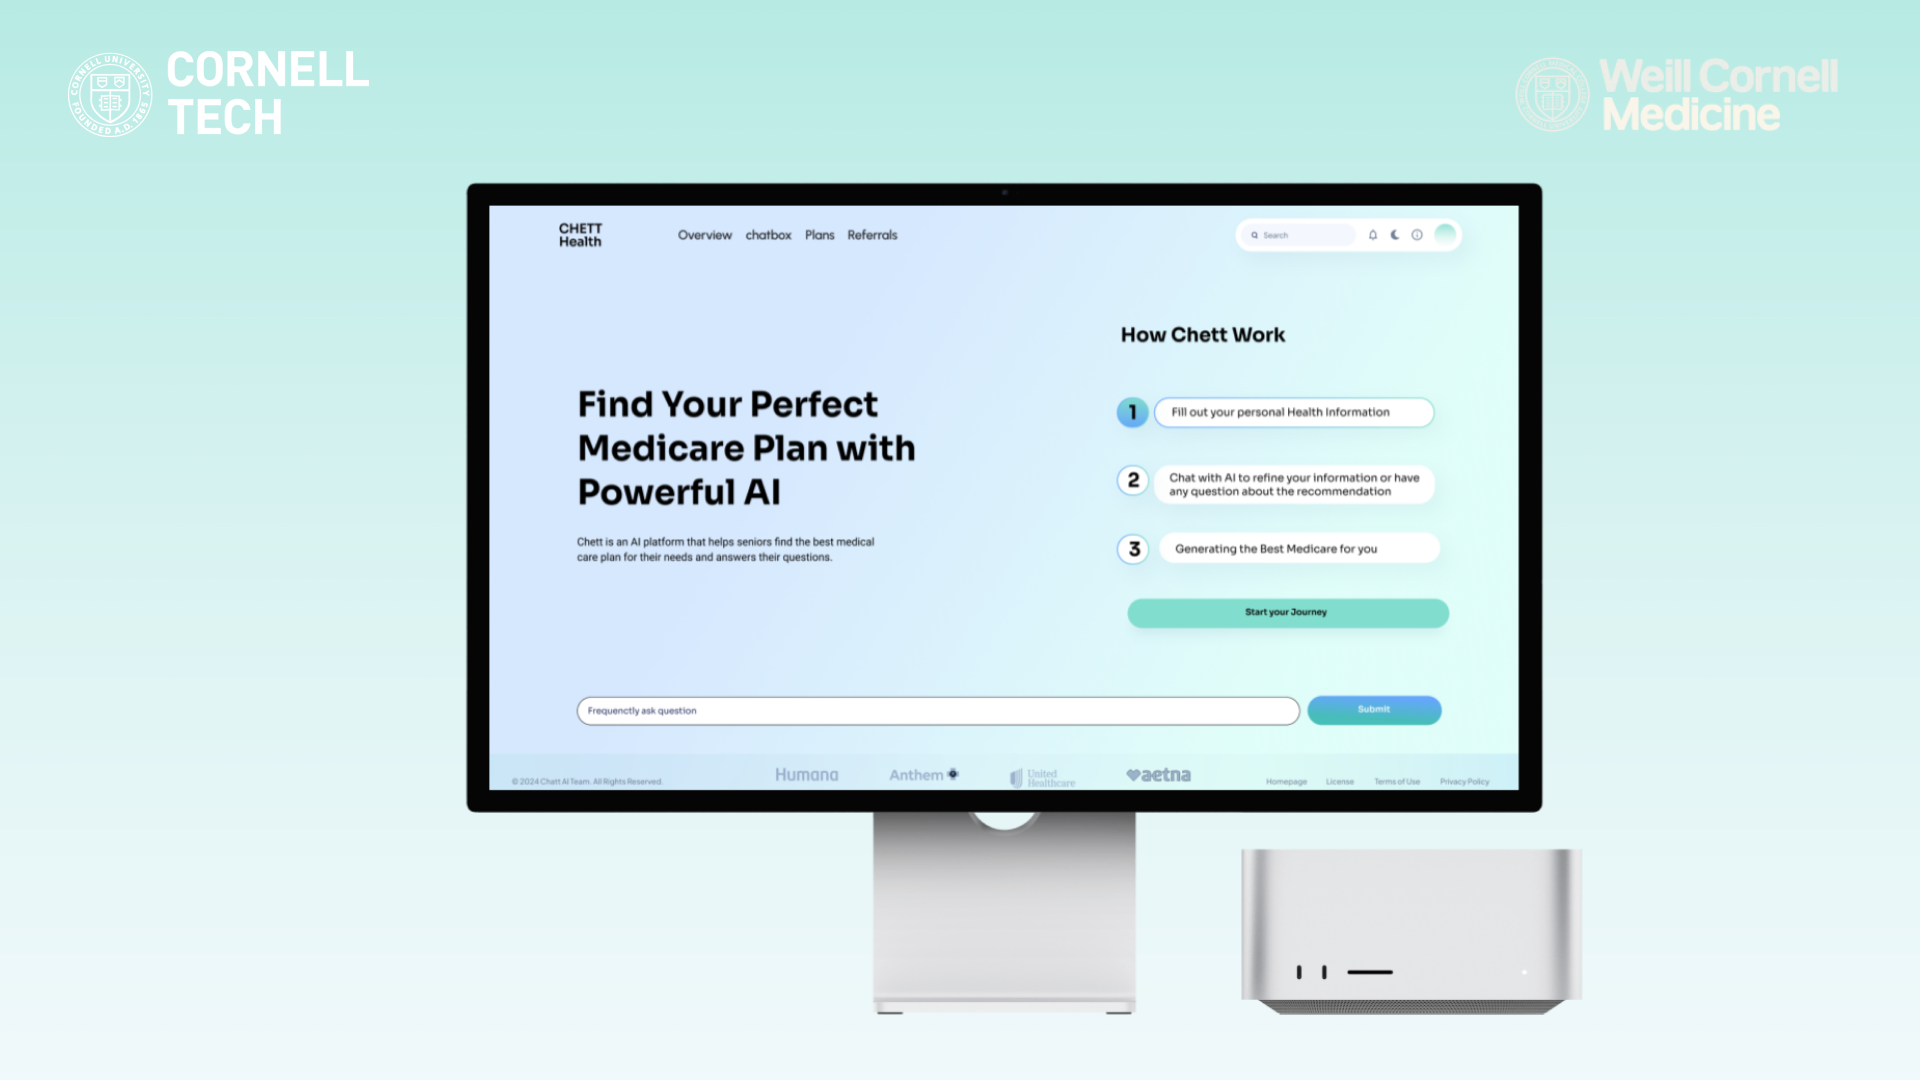 CORNELL UNIVERSITY
FOUNDED A.D. 1865
CORNELL
TECH
Weill Cornell
Medicine
CHETT
Health
Overview
chatbox
Plans
Referrals
Search
How Chett Work
Find Your Perfect
Medicare Plan with
Powerful AI
Chett is an AI platform that helps seniors find the best medical
care plan for their needs and answers their questions.
1
Fill out your personal Health Information
2
Chat with AI to refine your information or have
any question about the recommendation
3
Generating the Best Medicare for you
Start your Journey
Frequenctly ask question
Submit
© 2024 Chett AI Team. All Rights Reserved.
Humana
Anthem
United
Healthcare
aetna
Homepage
License
Terms of Use
Privacy Policy